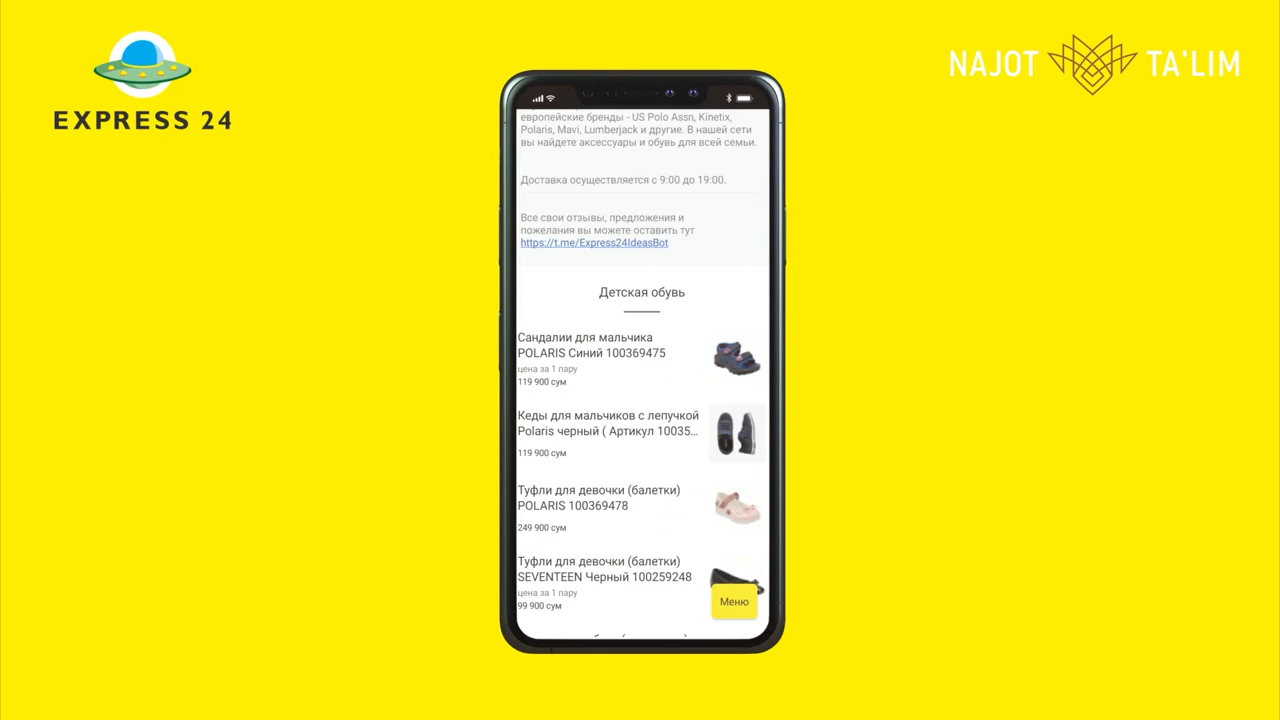 EXPRESS 24
NAJOT TA'LIM
европейские бренды - US Polo Assn, Kinetix,
Polaris, Mavi, Lumberjack и другие. В нашей сети
вы найдете аксессуары и обувь для всей семьи.
Доставка осуществляется с 9:00 до 19:00.
Все свои отзывы, предложения и
пожелания вы можете оставить тут
https://t.me/Express24IdeasBot
Детская обувь
Сандалии для мальчика
POLARIS Синий 100369475
цена за 1 пару
119 900 сум
Кеды для мальчиков с лепучкой
Polaris черный ( Артикул 10035...
119 900 сум
Туфли для девочки (балетки)
POLARIS 100369478
249 900 сум
Туфли для девочки (балетки)
SEVENTEEN Черный 100259248
цена за 1 пару
99 900 сум
Меню